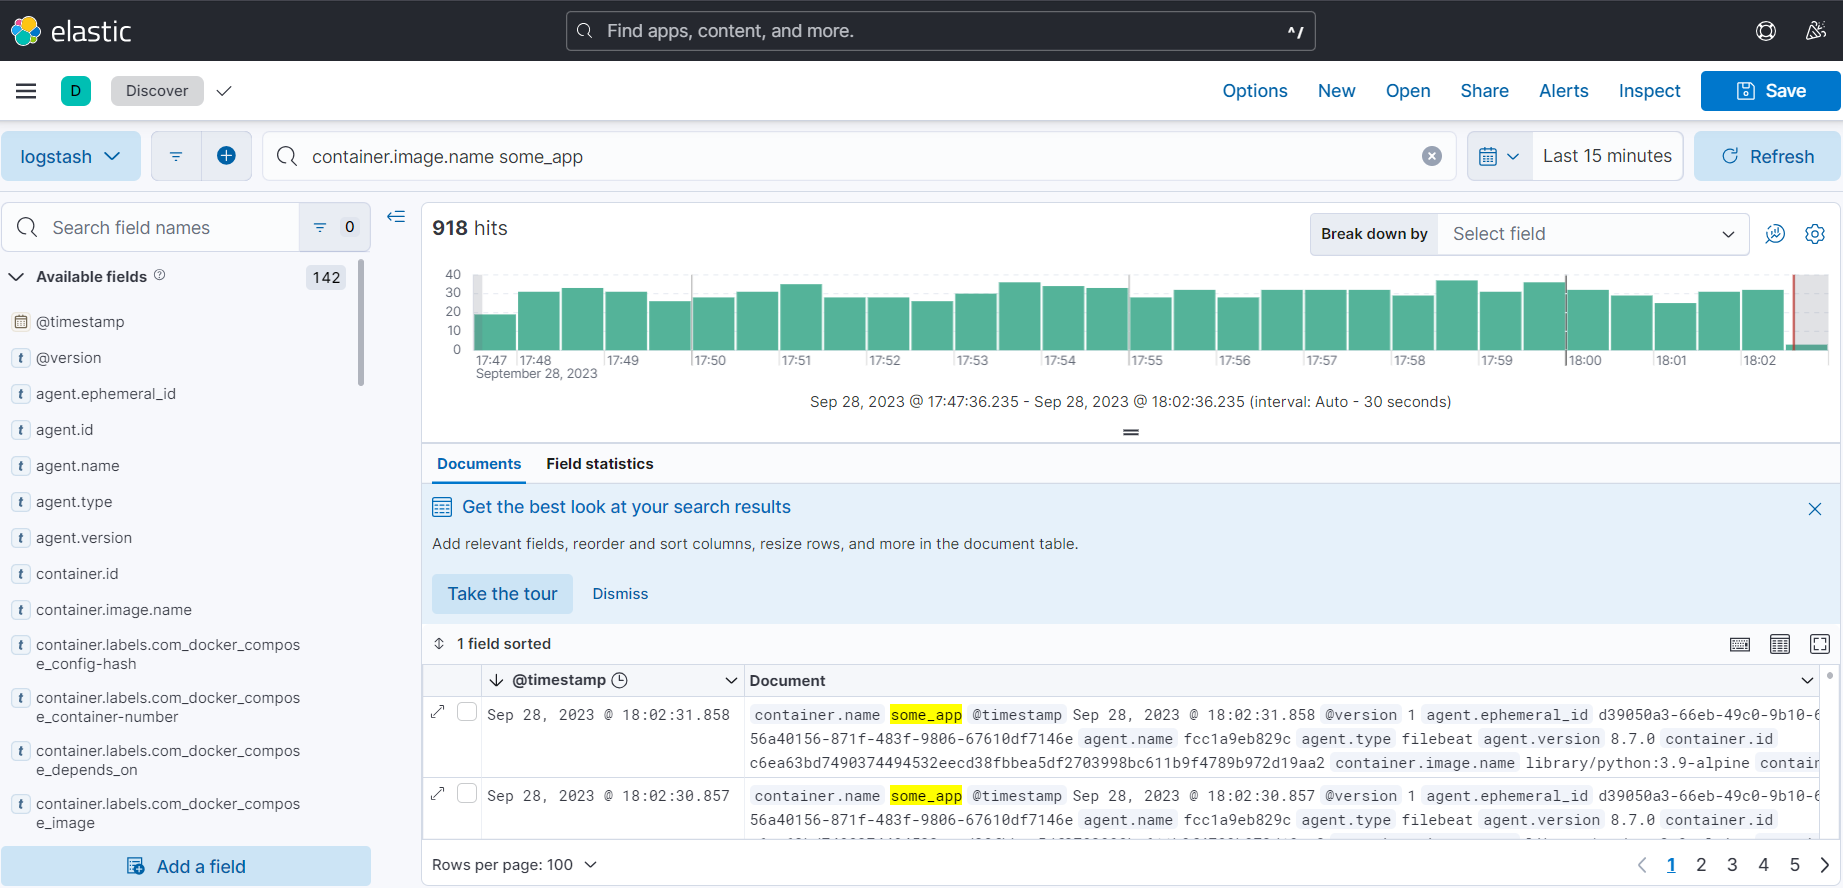 elastic
Find apps, content, and more.
^/
D
Discover
Options
New
Open
Share
Alerts
Inspect
Save
logstash
container.image.name some_app
Last 15 minutes
Refresh
Search field names
0
Available fields
142
@timestamp
t @version
t agent.ephemeral_id
t agent.id
t agent.name
t agent.type
t agent.version
t container.id
t container.image.name
t container.labels.com_docker_compos
e_config-hash
t container.labels.com_docker_compos
e_container-number
t container.labels.com_docker_compos
e_depends_on
t container.labels.com_docker_compos
e_image
Add a field
918 hits
Break down by
Select field
40
30
20
10
0
17:47 17:48 17:49 17:50 17:51 17:52 17:53 17:54 17:55 17:56 17:57 17:58 17:59 18:00 18:01 18:02
September 28, 2023
Sep 28, 2023 @ 17:47:36.235 - Sep 28, 2023 @ 18:02:36.235 (interval: Auto - 30 seconds)
Documents
Field statistics
Get the best look at your search results
Add relevant fields, reorder and sort columns, resize rows, and more in the document table.
Take the tour
Dismiss
1 field sorted
@timestamp
Document
Sep 28, 2023 @ 18:02:31.858
container.name some_app @timestamp Sep 28, 2023 @ 18:02:31.858 @version 1 agent.ephemeral_id d39050a3-66eb-49c0-9b10-6
56a40156-871f-483f-9806-67610df7146e agent.name fcc1a9eb829c agent.type filebeat agent.version 8.7.0 container.id
c6ea63bd7490374494532eecd38fbbea5df2703998bc611b9f4789b972d19aa2 container.image.name library/python:3.9-alpine contain
Sep 28, 2023 @ 18:02:30.857
container.name some_app @timestamp Sep 28, 2023 @ 18:02:30.857 @version 1 agent.ephemeral_id d39050a3-66eb-49c0-9b10-6
56a40156-871f-483f-9806-67610df7146e agent.name fcc1a9eb829c agent.type filebeat agent.version 8.7.0 container.id
Rows per page: 100
1 2 3 4 5